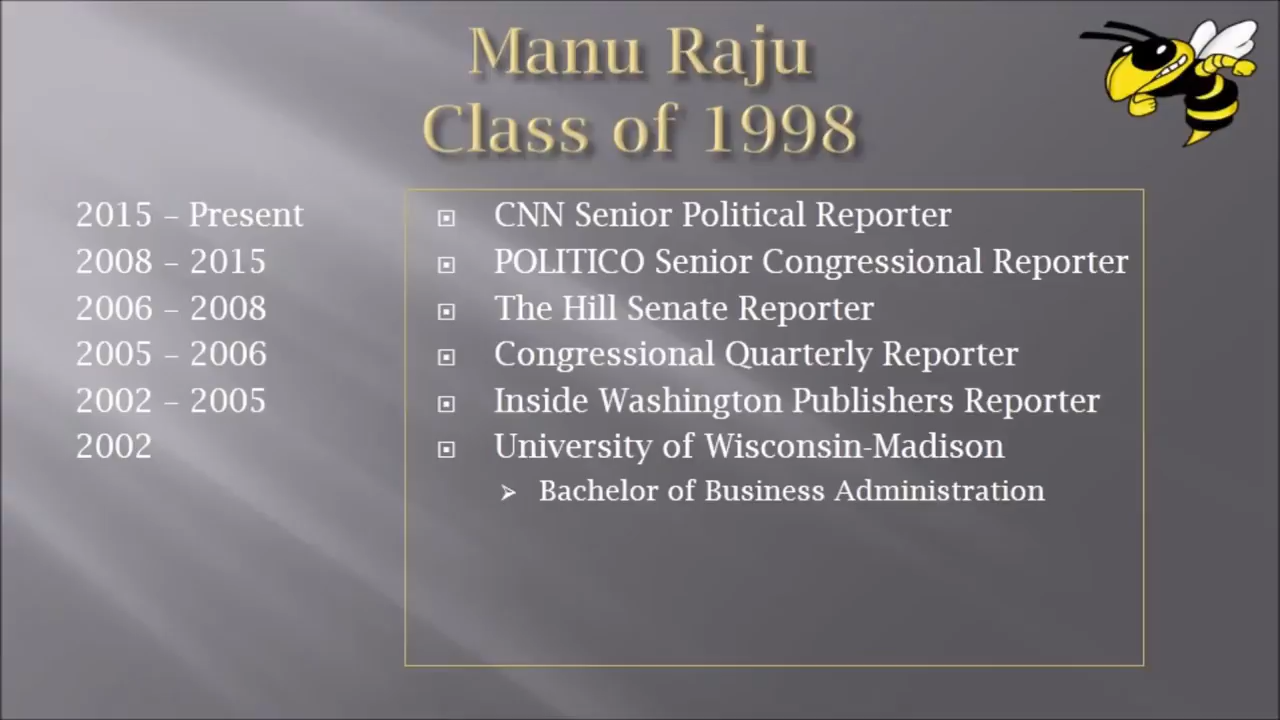 Manu Raju
Class of 1998
2015 – Present
CNN Senior Political Reporter
2008 – 2015
POLITICO Senior Congressional Reporter
2006 – 2008
The Hill Senate Reporter
2005 – 2006
Congressional Quarterly Reporter
2002 – 2005
Inside Washington Publishers Reporter
2002
University of Wisconsin-Madison
Bachelor of Business Administration